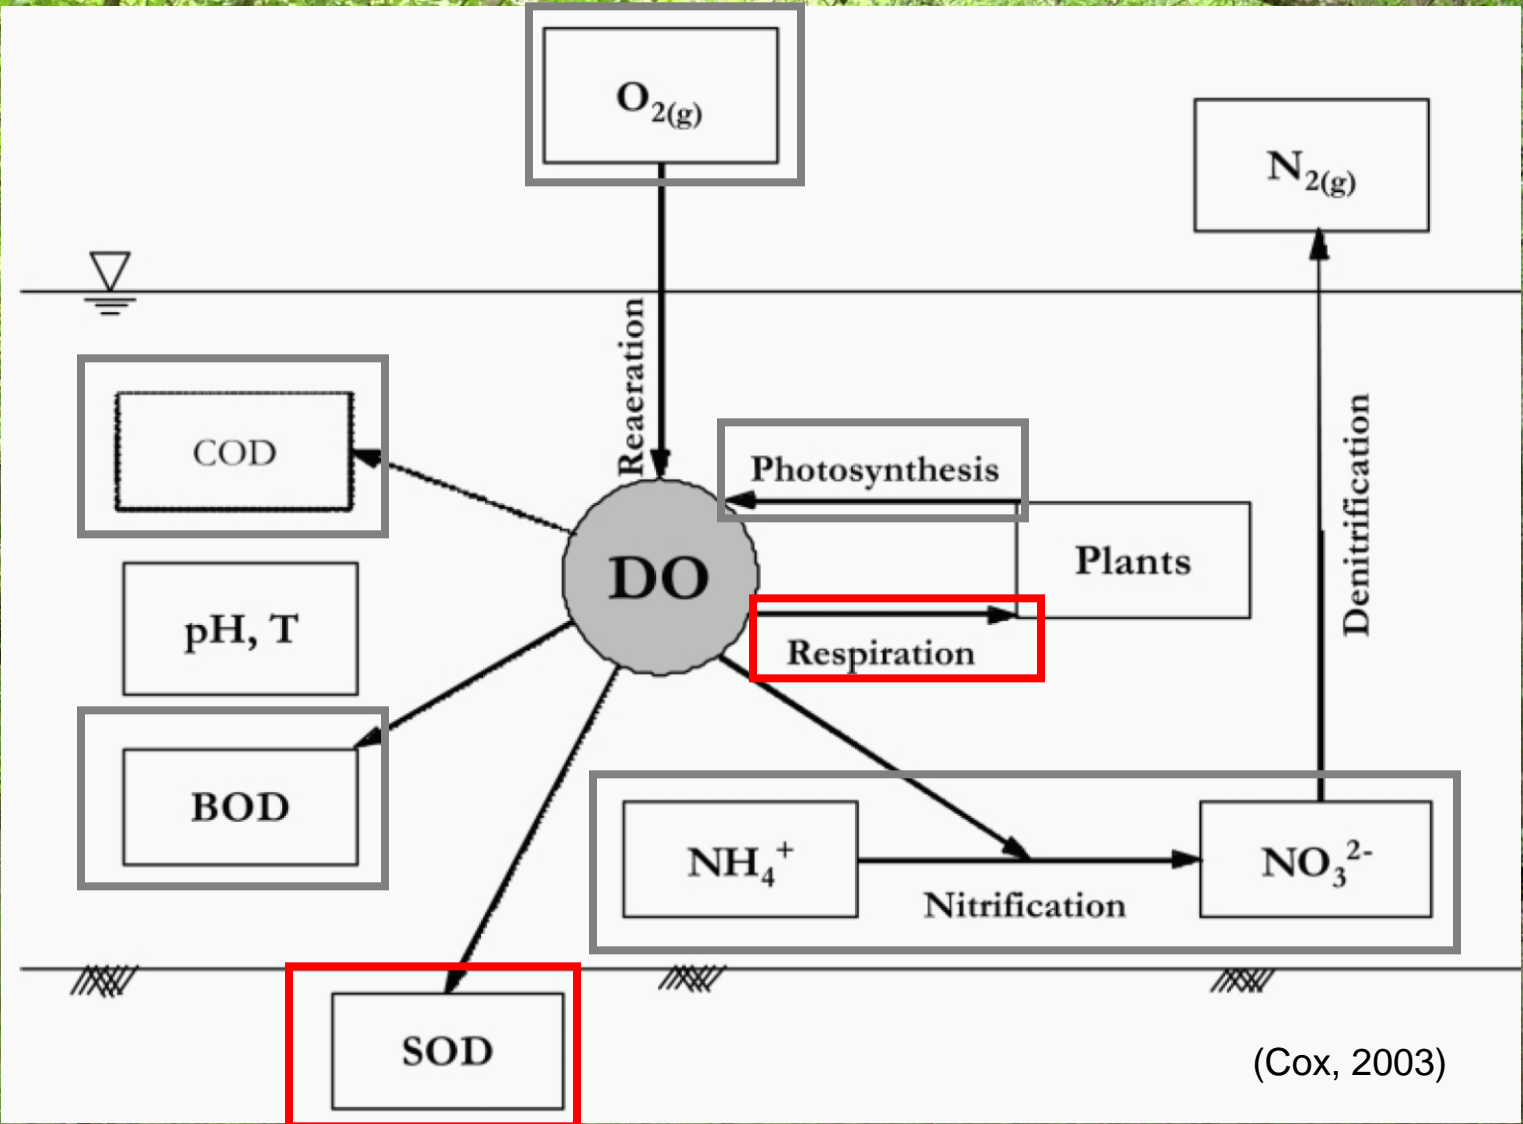 O₂₍g₎
N₂₍g₎
Reaeration
COD
Photosynthesis
Denitrification
DO
Plants
pH, T
Respiration
BOD
NH₄⁺
NO₃²⁻
Nitrification
SOD
(Cox, 2003)